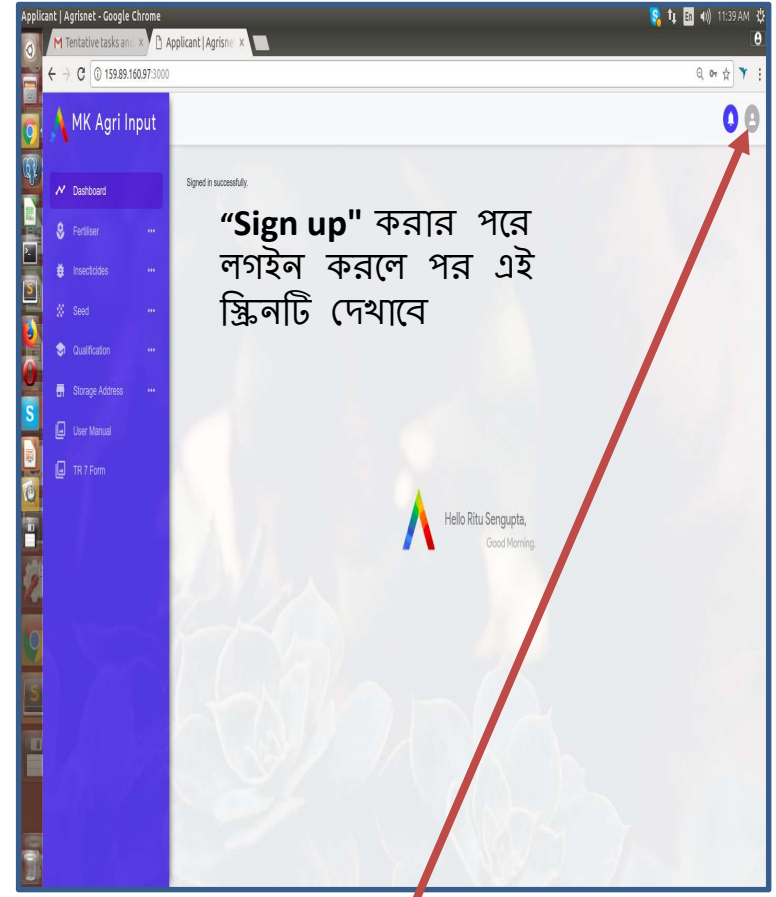 Applicant | Agrisnet - Google Chrome
En 11:39 AM
Tentative tasks and
Applicant | Agrisne
159.89.160.97:3000
MK Agri Input
Signed in successfully.
Dashboard
Fertiliser
Insecticides
Seed
Qualification
Storage Address
User Manual
TR 7 Form
“Sign up" করার পরে
লগইন করলে পর এই
স্ক্রিনটি দেখাবে
Hello Ritu Sengupta,
Good Morning.